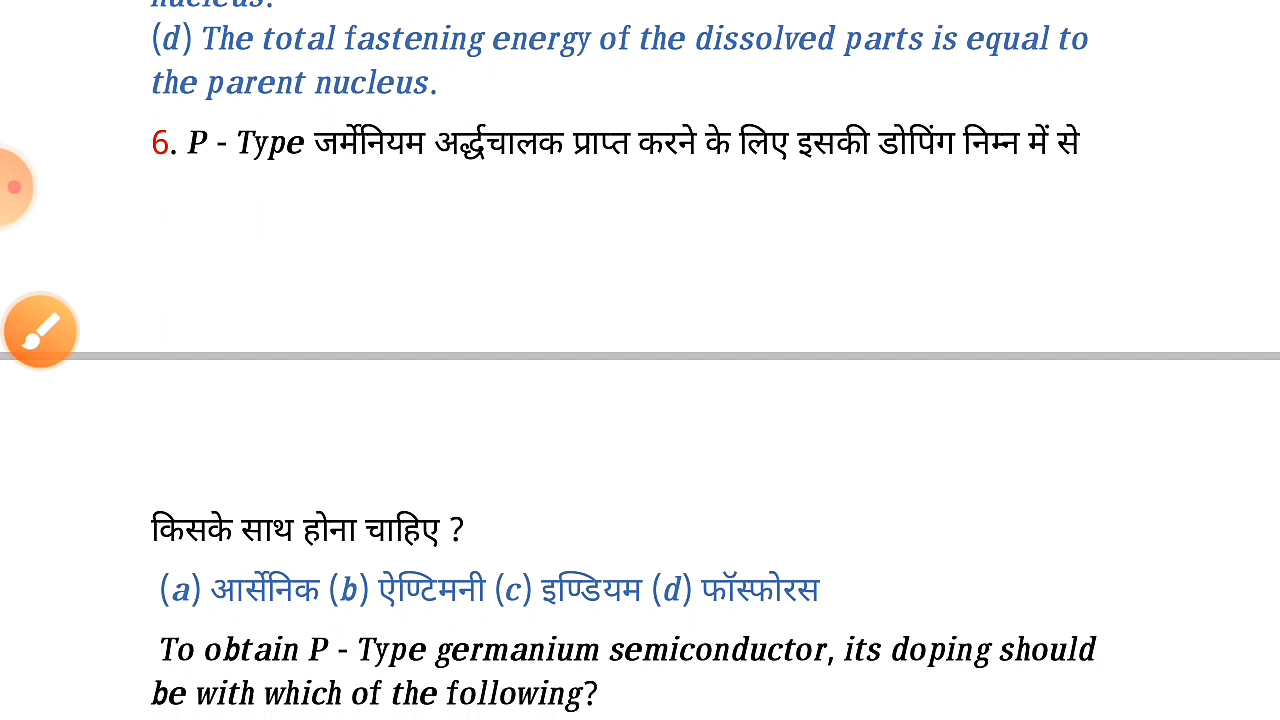 nucleus.
(d) The total fastening energy of the dissolved parts is equal to
the parent nucleus.
6. P - Type जर्मेनियम अर्द्धचालक प्राप्त करने के लिए इसकी डोपिंग निम्न में से
किसके साथ होना चाहिए ?
(a) आर्सेनिक (b) ऐण्टिमनी (c) इण्डियम (d) फॉस्फोरस
To obtain P - Type germanium semiconductor, its doping should
be with which of the following?